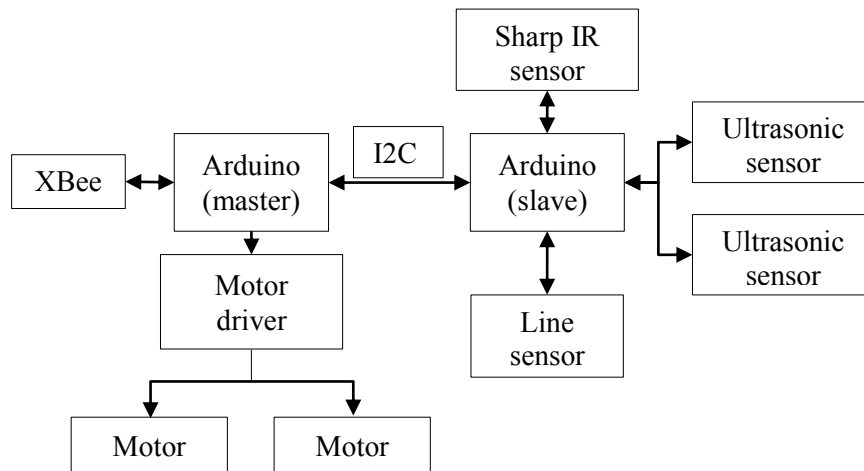 Sharp IR
sensor
Ultrasonic
sensor
I2C
XBee
Arduino
(master)
Arduino
(slave)
Ultrasonic
sensor
Motor
driver
Line
sensor
Motor
Motor